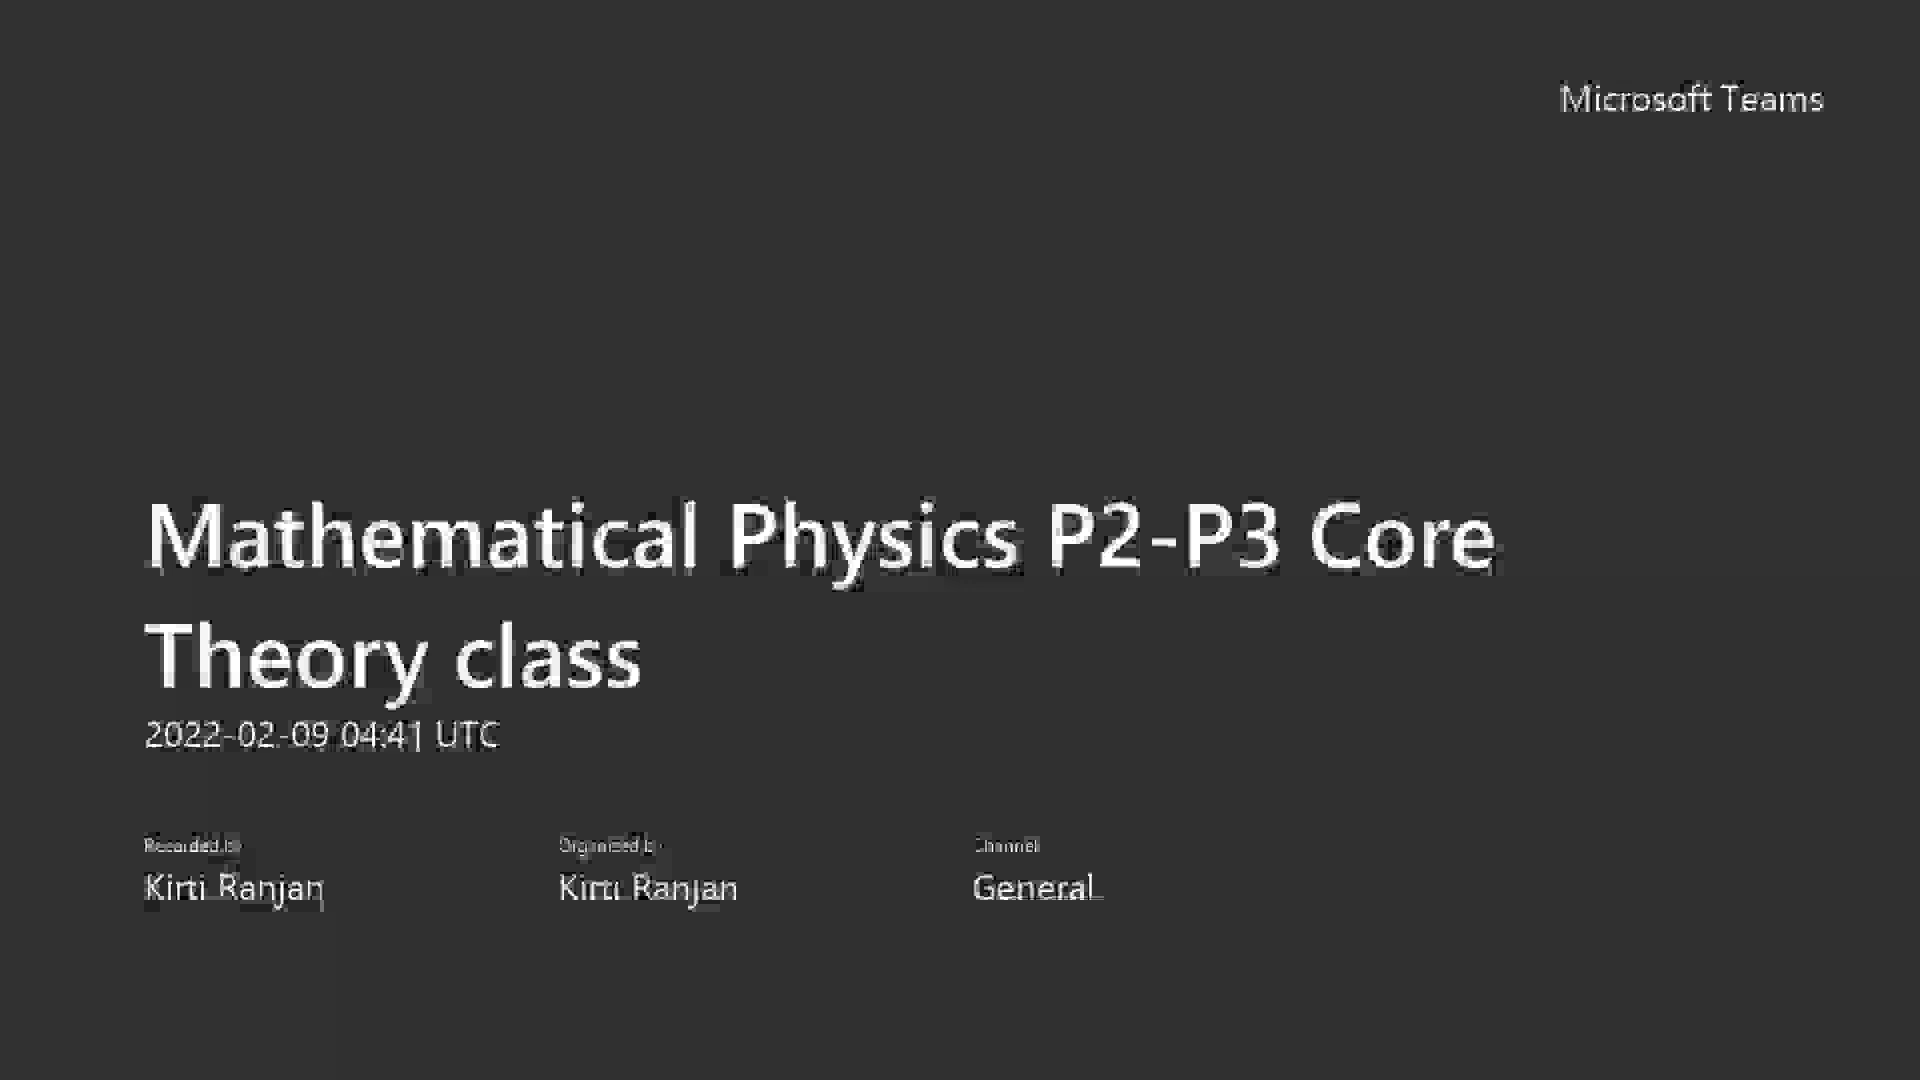 Microsoft Teams
Mathematical Physics P2-P3 Core
Theory class
2022-02-09 04:41 UTC
Recorded by Organized by Channel
Kirti Ranjan Kirti Ranjan General